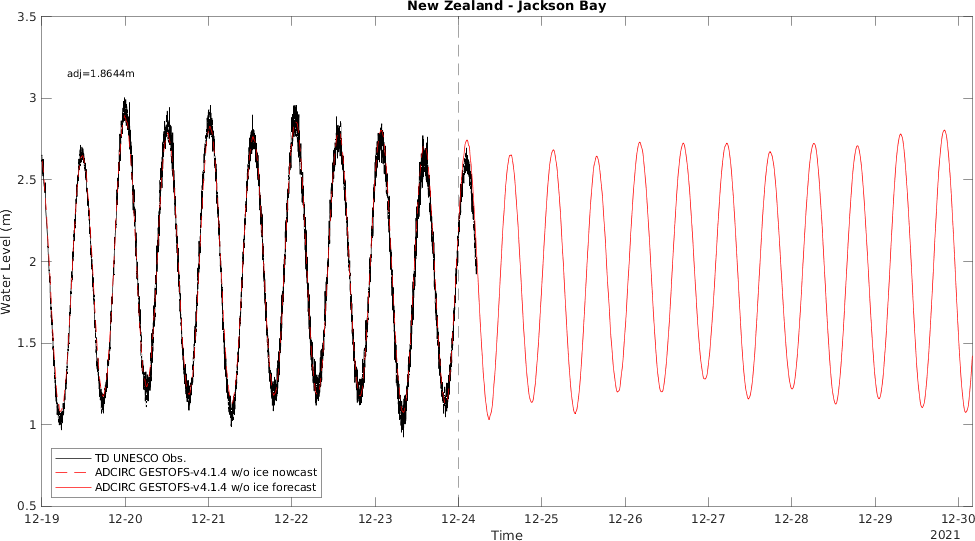 New Zealand - Jackson Bay
adj=1.8644m
Water Level (m)
3.5
3
2.5
2
1.5
1
0.5
TD UNESCO Obs.
ADCIRC GESTOFS-v4.1.4 w/o ice nowcast
ADCIRC GESTOFS-v4.1.4 w/o ice forecast
12-19 12-20 12-21 12-22 12-23 12-24 12-25 12-26 12-27 12-28 12-29 12-30
Time
2021